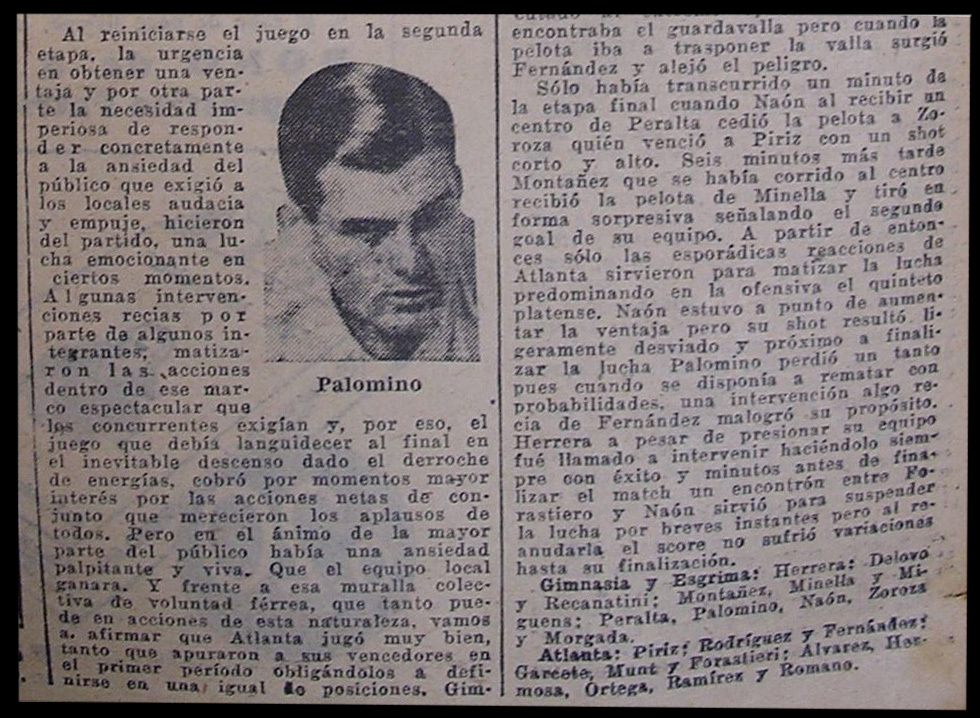 Al reiniciarse el juego en la segunda
etapa, la urgencia
en obtener una ven-
taja y por otra par-
te la necesidad im-
periosa de respon-
der concretamente
a la ansiedad del
público que exigió a
los locales audacia
y empuje, hicieron
del partido, una lu-
cha emocionante en
ciertos momentos.
Algunas interven-
ciones recias por
parte de algunos in-
tegrantes, matiza-
ron las acciones
dentro de ese mar-
co espectacular que
los concurrentes exigían y, por eso, el
juego que debía languidecer al final en
el inevitable descenso dado el derroche
de energías, cobró por momentos mayor
interés por las acciones netas de con-
junto que merecieron los aplausos de
todos. Pero en el ánimo de la mayor
parte del público había una ansiedad
palpitante y viva. Que el equipo local
ganara. Y frente a esa muralla colec-
tiva de voluntad férrea, que tanto pue-
de en acciones de esta naturaleza, vamos
a afirmar que Atlanta jugó muy bien,
tanto que apuraron a sus vencedores en
el primer período obligándolos a defi-
nirse en una igual de posiciones. Gim-
Palomino
encontraba el guardavalla pero cuando la
pelota iba a trasponer la valla surgió
Fernández y alejó el peligro.
Sólo había transcurrido un minuto de
la etapa final cuando Naón al recibir un
centro de Peralta cedió la pelota a Zo-
roza quién venció a Piriz con un shot
corto y alto. Seis minutos más tarde
Montañez que se había corrido al centro
recibió la pelota de Minella y tiró en
forma sorpresiva señalando el segundo
goal de su equipo. A partir de enton-
ces sólo las esporádicas reacciones de
Atlanta sirvieron para matizar la lucha
predominando en la ofensiva el quinteto
platense. Naón estuvo a punto de aumen-
tar la ventaja pero su shot resultó li-
geramente desviado y próximo a finali-
zar la lucha Palomino perdió un tanto
pues cuando se disponía a rematar con
probabilidades, una intervención algo re-
cia de Fernández malogró su propósito.
Herrera a pesar de presionar su equipo
fué llamado a intervenir haciéndolo siem-
pre con éxito y minutos antes de fina-
lizar el match un encontrón entre Fo-
rastiero y Naón sirvió para suspender
la lucha por breves instantes pero al re-
anudarla el score no sufrió variaciones
hasta su finalización.
Gimnasia y Esgrima: Herrera: Delovo
y Recanatini; Montañez, Minella y Mi-
guens; Peralta, Palomino, Naón, Zoroza
y Morgada.
Atlanta: Piriz; Rodríguez y Fernández;
Garcete, Munt y Forastieri; Alvarez, Her-
mosa, Ortega, Ramírez y Romano.